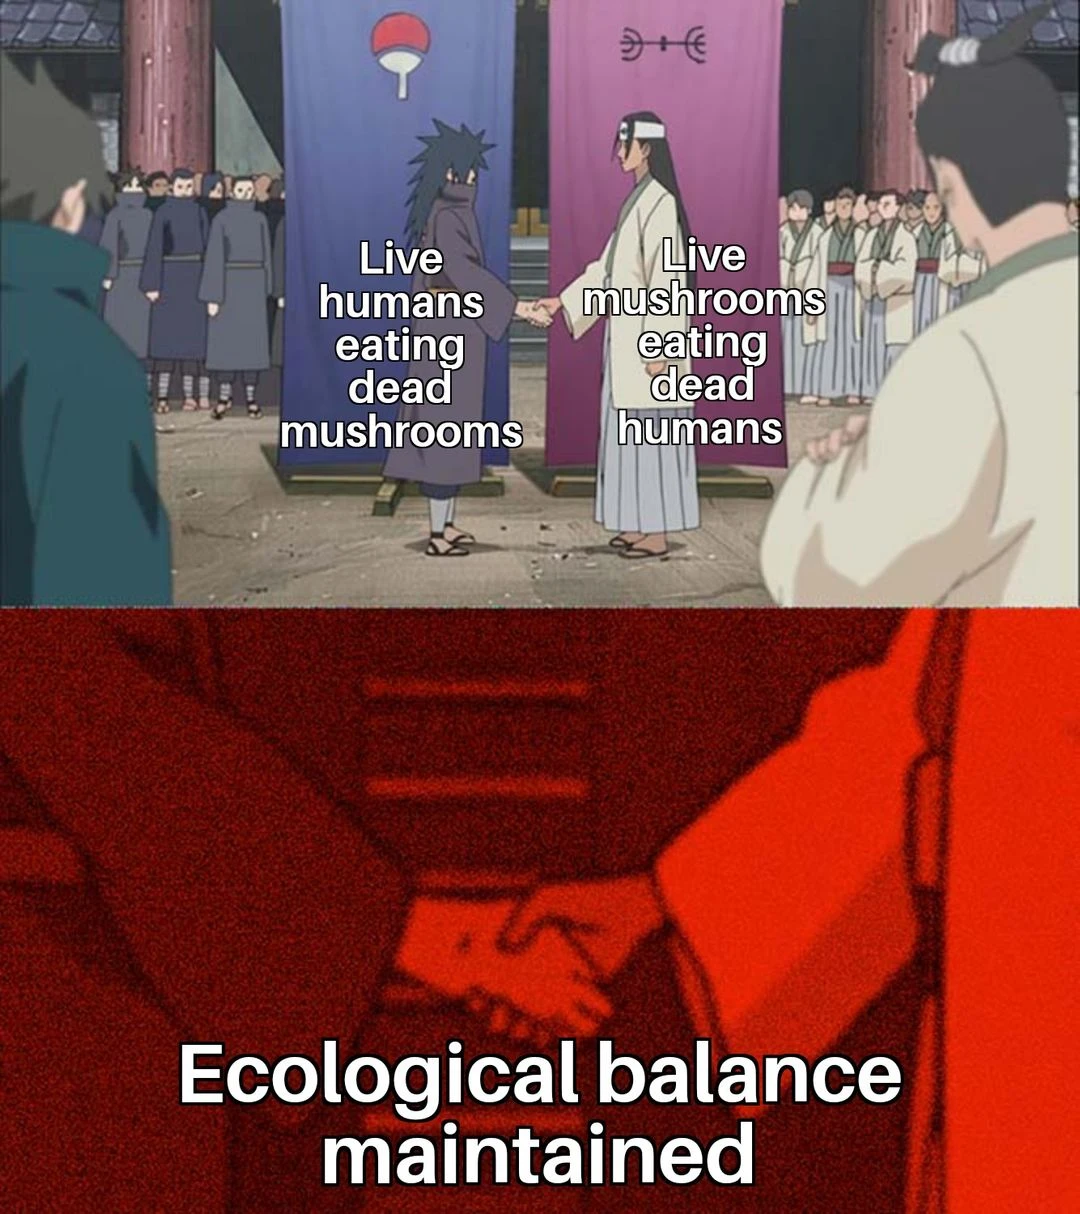 Live
humans
eating
dead
mushrooms
Live
mushrooms
eating
dead
humans
Ecological balance
maintained